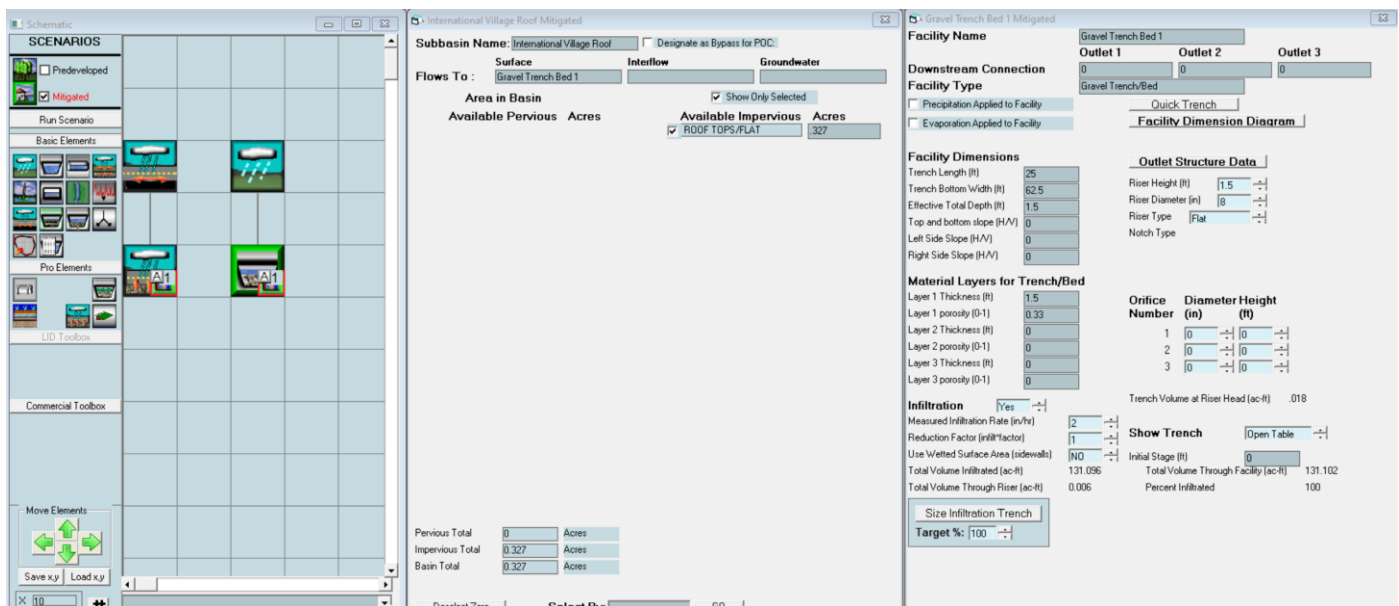 Schematic
SCENARIOS
Predeveloped
Mitigated
Run Scenario
Basic Elements
Pro Elements
LID Toolbox
Commercial Toolbox
Move Elements
Save x,y Load x,y
X 10
A 1
A 1
International Village Roof Mitigated
Subbasin Name: International Village Roof Designate as Bypass for POC:
Surface Interflow Groundwater
Flows To : Gravel Trench Bed 1
Area in Basin Show Only Selected
Available Pervious Acres Available Impervious Acres
ROOF TOPS/FLAT .327
Pervious Total 0 Acres
Impervious Total 0.327 Acres
Basin Total 0.327 Acres
Deselect Zero Select By: GO
Gravel Trench Bed 1 Mitigated
Facility Name Gravel Trench Bed 1
Outlet 1 Outlet 2 Outlet 3
Downstream Connection 0 0 0
Facility Type Gravel Trench/Bed
Precipitation Applied to Facility Quick Trench
Evaporation Applied to Facility Facility Dimension Diagram
Facility Dimensions Outlet Structure Data
Trench Length (ft) 25
Trench Bottom Width (ft) 62.5
Effective Total Depth (ft) 1.5
Top and bottom slope (H/V) 0
Left Side Slope (H/V) 0
Right Side Slope (H/V) 0
Riser Height (ft) 1.5
Riser Diameter (in) 8
Riser Type Flat
Notch Type
Material Layers for Trench/Bed
Layer 1 Thickness (ft) 1.5
Layer 1 porosity (0-1) 0.33
Layer 2 Thickness (ft) 0
Layer 2 porosity (0-1) 0
Layer 3 Thickness (ft) 0
Layer 3 porosity (0-1) 0
Orifice Diameter Height
Number (in) (ft)
1 0 0
2 0 0
3 0 0
Infiltration Yes
Measured Infiltration Rate (in/hr) 2
Reduction Factor (infilt*factor) 1
Use Wetted Surface Area (sidewalls) NO
Total Volume Infiltrated (ac-ft) 131.096
Total Volume Through Riser (ac-ft) 0.006
Trench Volume at Riser Head (ac-ft) .018
Show Trench Open Table
Initial Stage (ft) 0
Total Volume Through Facility (ac-ft) 131.102
Percent Infiltrated 100
Size Infiltration Trench
Target %: 100